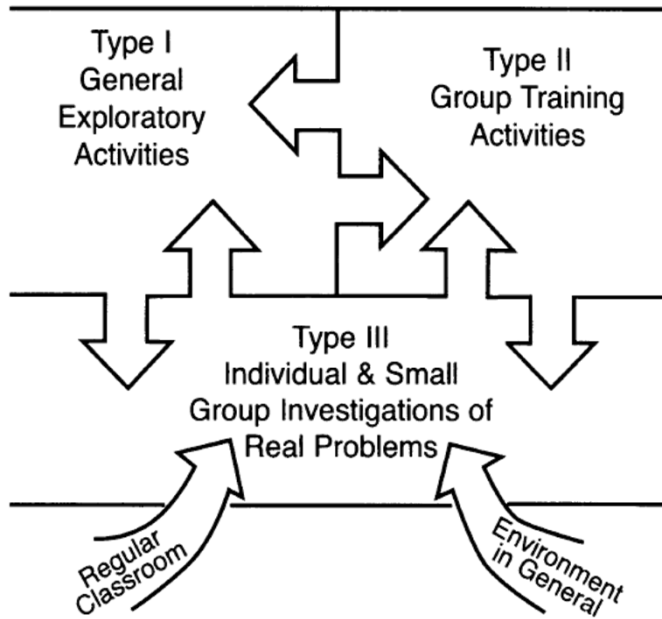 Type I
General
Exploratory
Activities
Type II
Group Training
Activities
Type III
Individual & Small
Group Investigations of
Real Problems
Regular
Classroom
Environment
in General